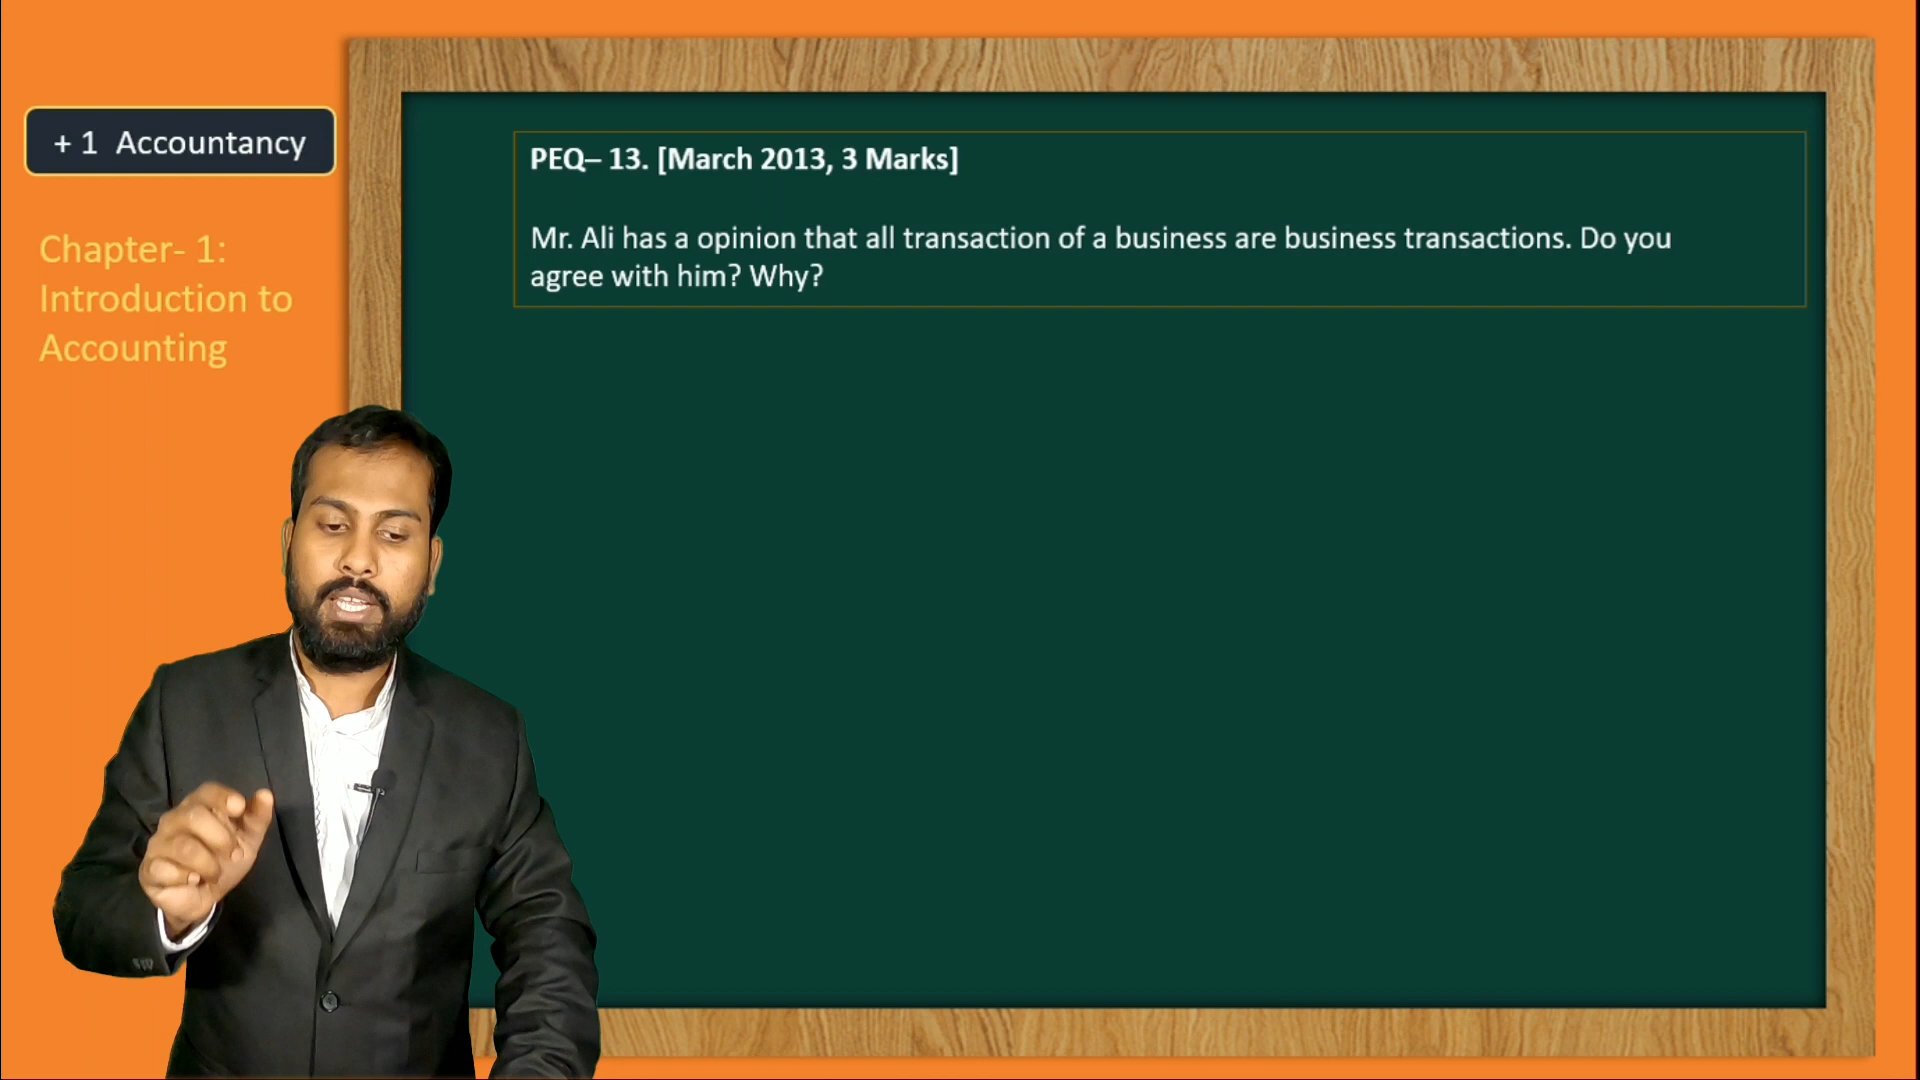 + 1 Accountancy
Chapter- 1:
Introduction to
Accounting
PEQ– 13. [March 2013, 3 Marks]
Mr. Ali has a opinion that all transaction of a business are business transactions. Do you
agree with him? Why?